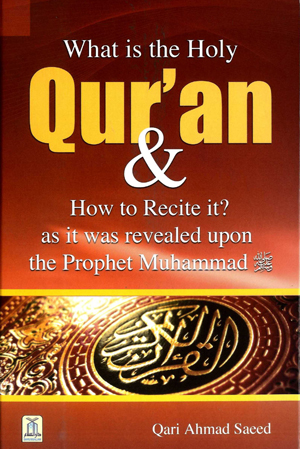 What is the Holy
Qur'an
&
How to Recite it?
as it was revealed upon
the Prophet Muhammad ﷺ
القرآن الكريم
Qari Ahmad Saeed